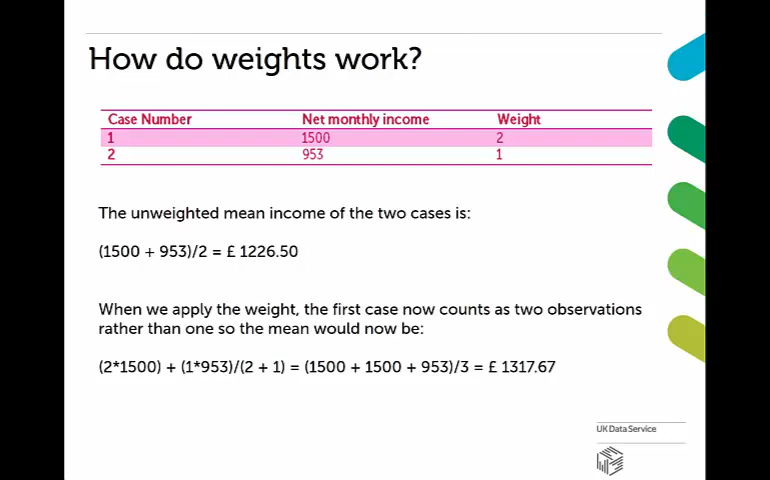 How do weights work?
Case Number Net monthly income Weight
1 1500 2
2 953 1
The unweighted mean income of the two cases is:
(1500 + 953)/2 = £ 1226.50
When we apply the weight, the first case now counts as two observations
rather than one so the mean would now be:
(2*1500) + (1*953)/(2 + 1) = (1500 + 1500 + 953)/3 = £ 1317.67
UK Data Service